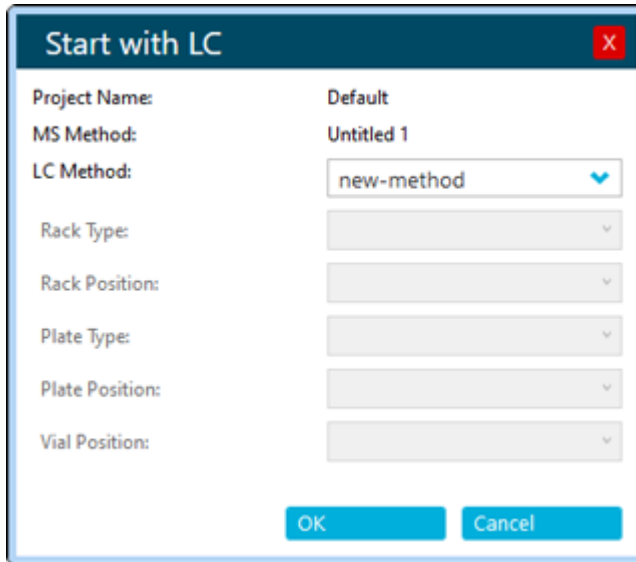 Start with LC
X
Project Name: Default
MS Method: Untitled 1
LC Method: new-method
Rack Type:
Rack Position:
Plate Type:
Plate Position:
Vial Position:
OK Cancel